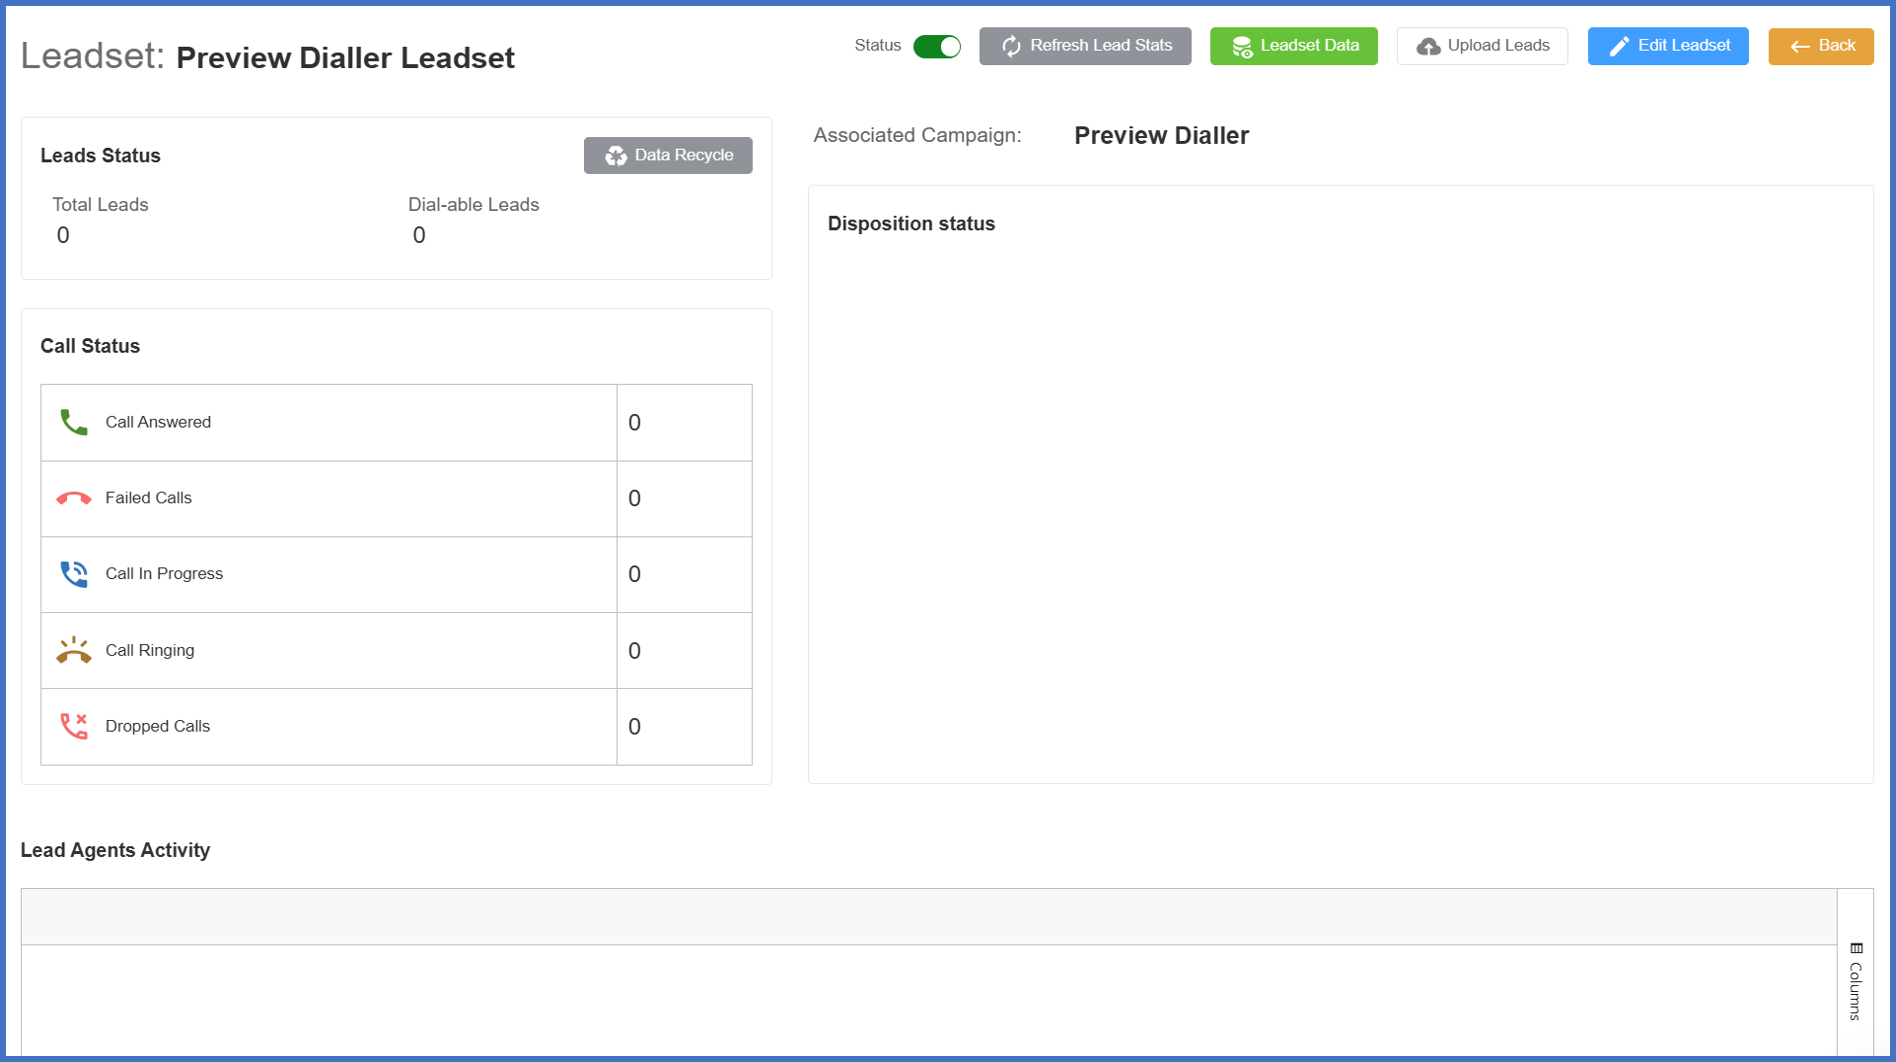 Leadset: Preview Dialler Leadset
Status
Refresh Lead Stats
Leadset Data
Upload Leads
Edit Leadset
Back
Leads Status
Data Recycle
Total Leads
Dial-able Leads
0
0
Associated Campaign: Preview Dialler
Disposition status
Call Status
Call Answered 0
Failed Calls 0
Call In Progress 0
Call Ringing 0
Dropped Calls 0
Lead Agents Activity
Columns